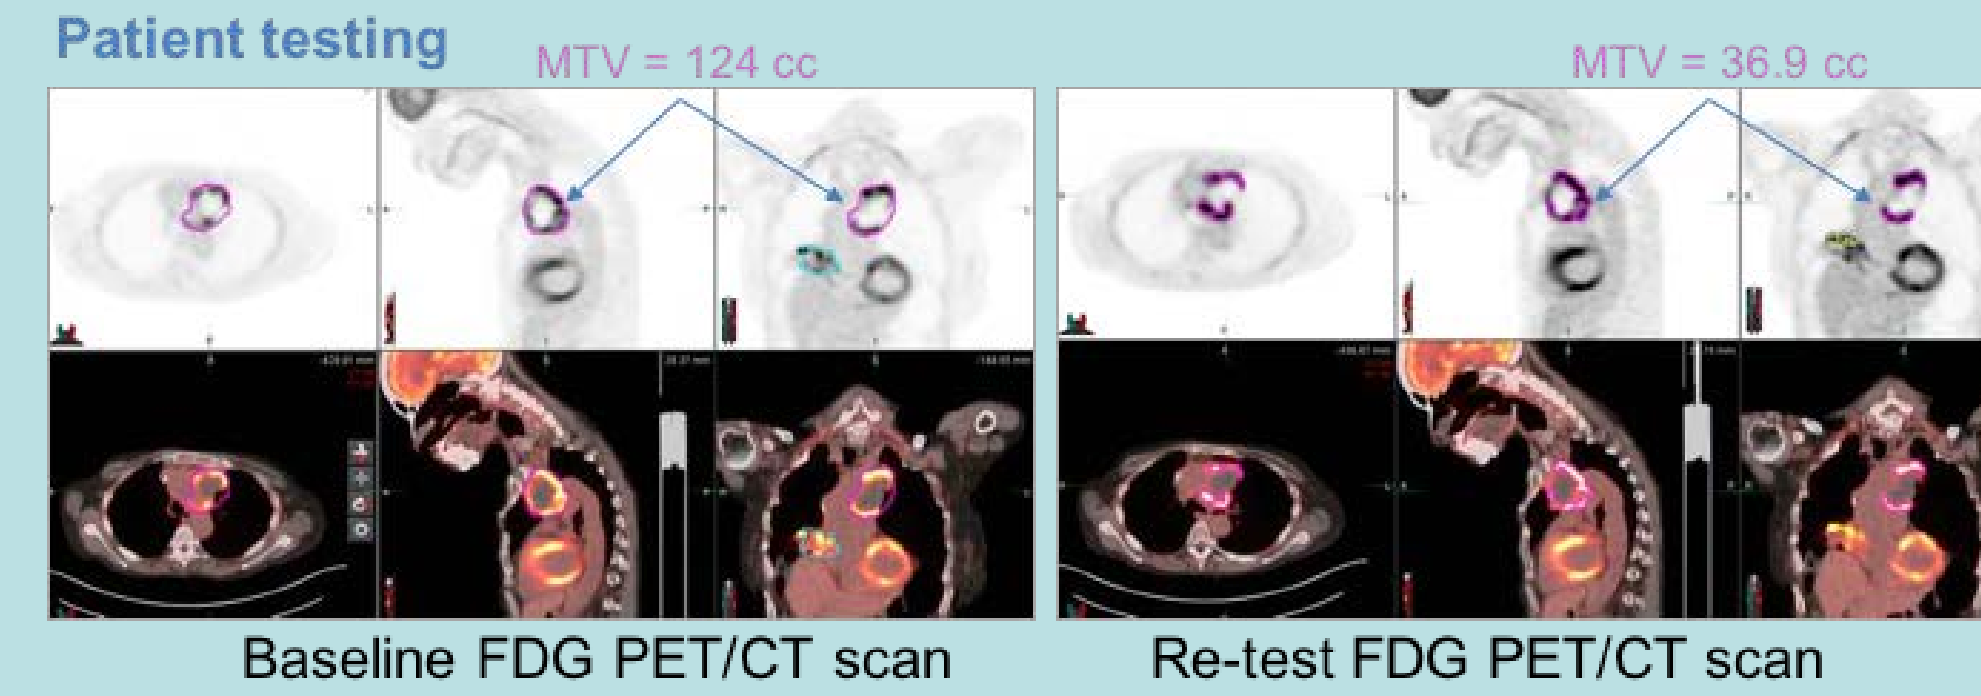 Patient testing
MTV = 124 cc
MTV = 36.9 cc
Baseline FDG PET/CT scan
Re-test FDG PET/CT scan